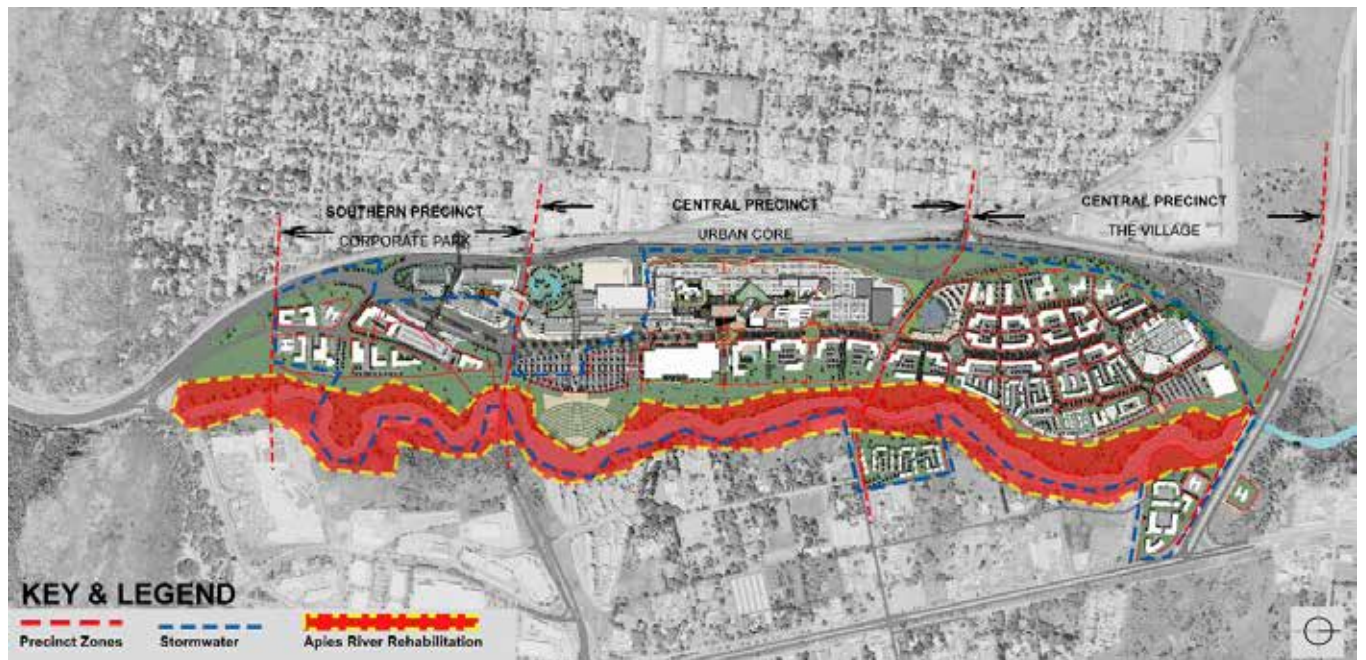 SOUTHERN PRECINCT
CORPORATE PARK
CENTRAL PRECINCT
URBAN CORE
CENTRAL PRECINCT
THE VILLAGE
H
KEY & LEGEND
Precinct Zones
Stormwater
Apies River Rehabilitation